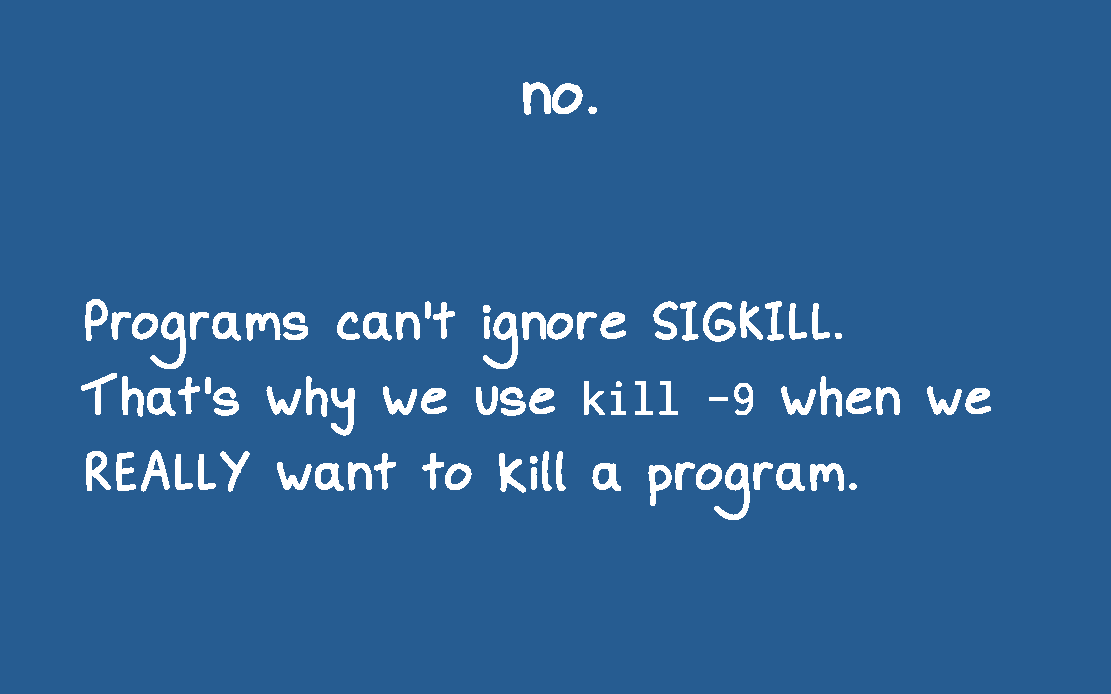 no.
Programs can't ignore SIGKILL.
That's why we use kill -9 when we
REALLY want to kill a program.